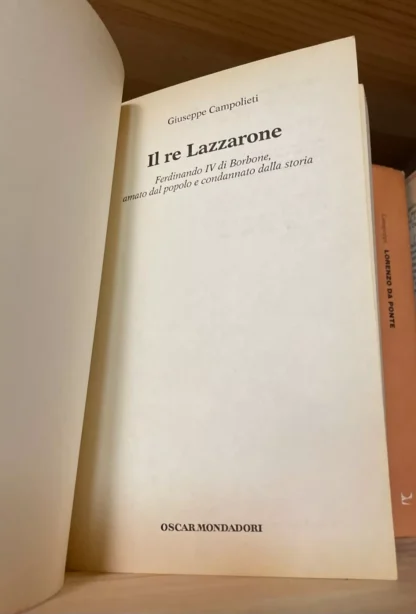 Giuseppe Campolieti
Il re Lazzarone
Ferdinando IV di Borbone,
amato dal popolo e condannato dalla storia
OSCAR MONDADORI
LORENZO DA PONTE